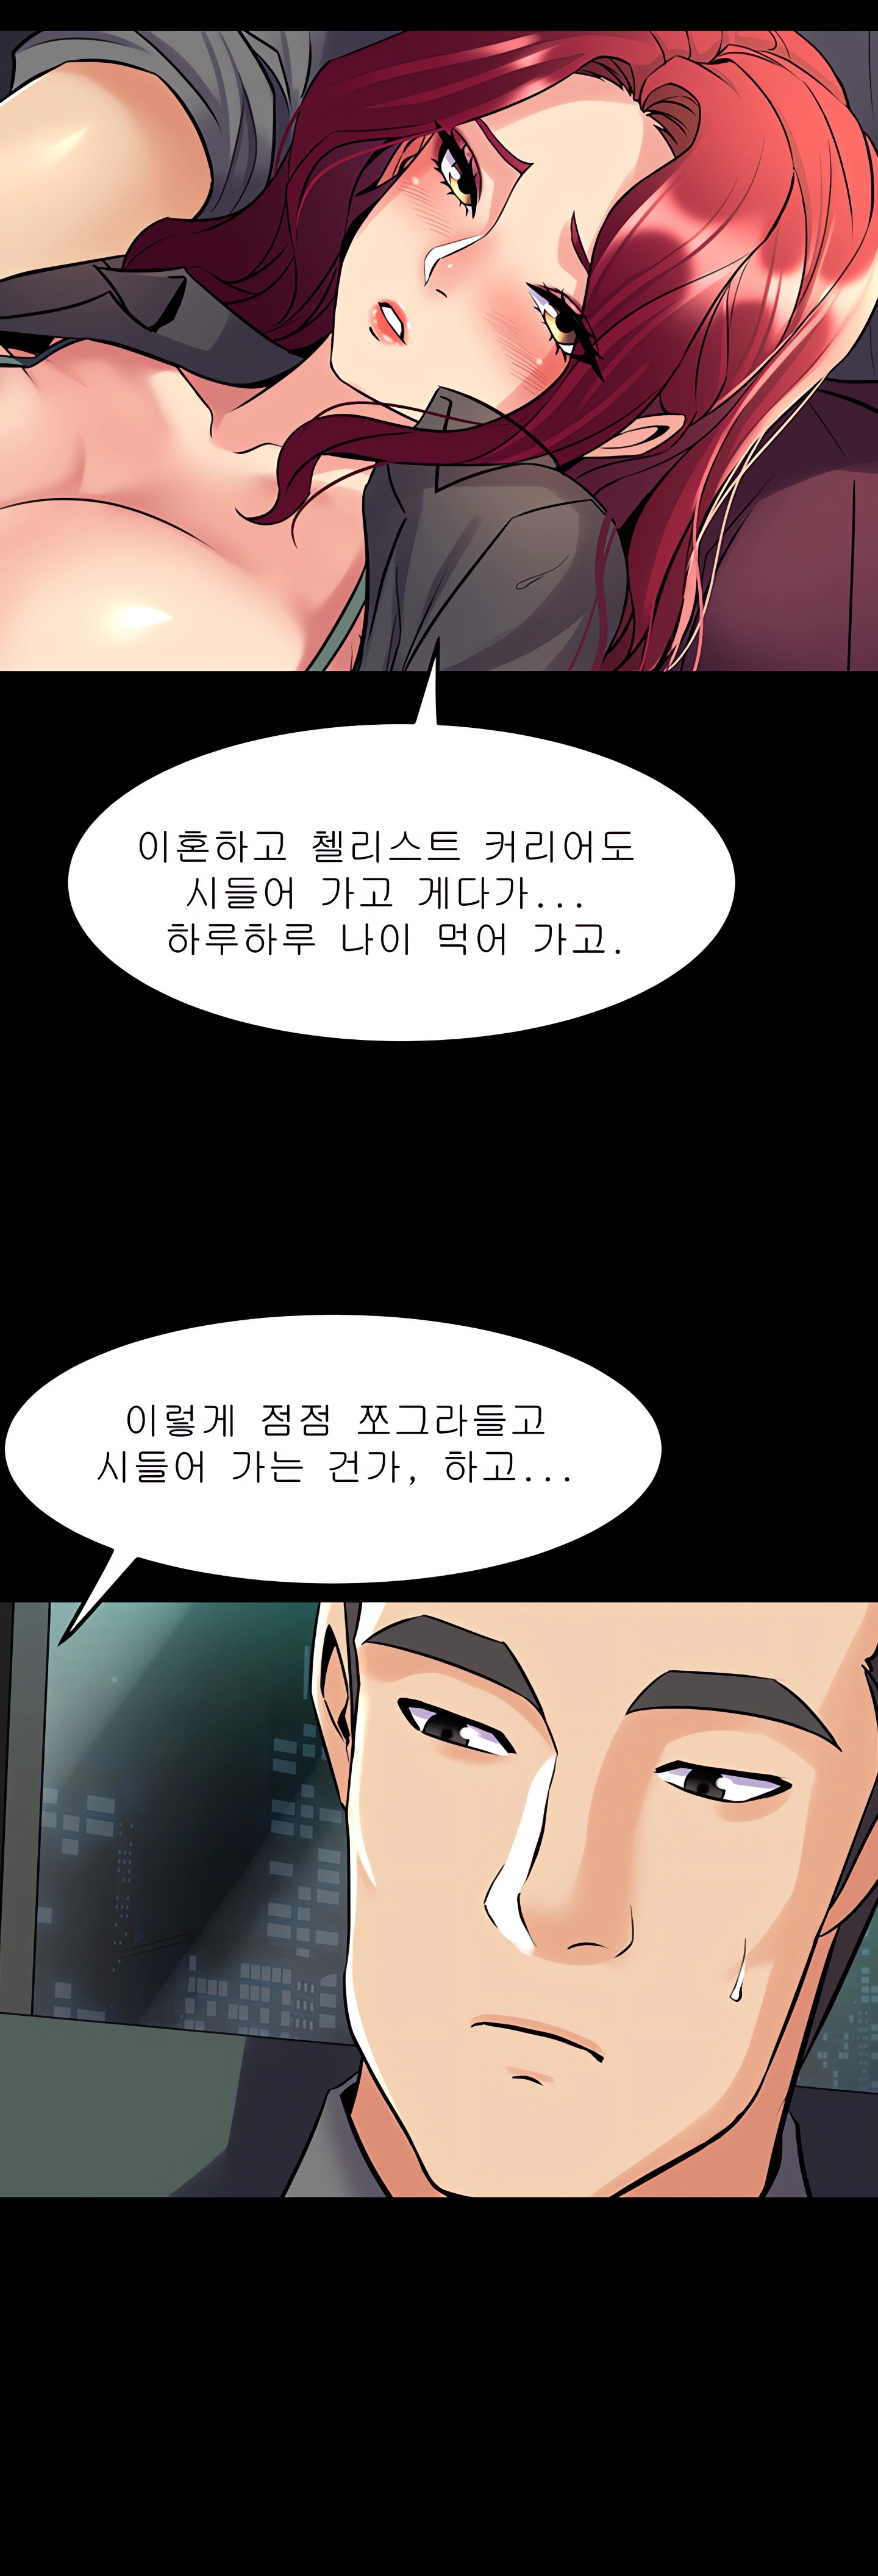 이혼하고 첼리스트 커리어도
시들어 가고 게다가...
하루하루 나이 먹어 가고.
이렇게 점점 쪼그라들고
시들어 가는 건가, 하고...